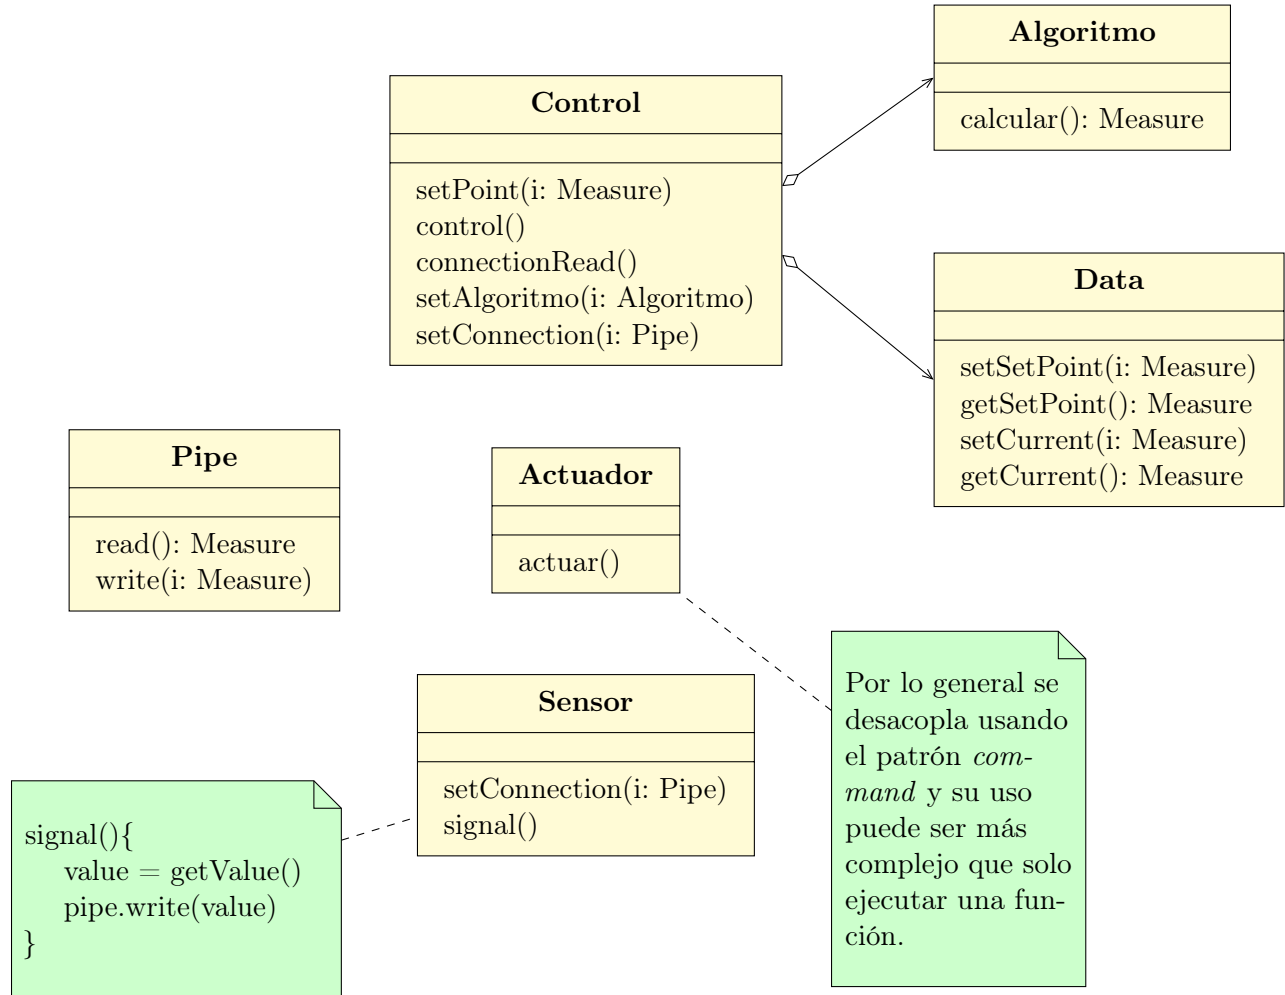 Algoritmo
calcular(): Measure
Control
setPoint(i: Measure)
control()
connectionRead()
setAlgoritmo(i: Algoritmo)
setConnection(i: Pipe)
Data
setSetPoint(i: Measure)
getSetPoint(): Measure
setCurrent(i: Measure)
getCurrent(): Measure
Pipe
read(): Measure
write(i: Measure)
Actuador
actuar()
Sensor
setConnection(i: Pipe)
signal()
Por lo general se
desacopla usando
el patrón com-
mand y su uso
puede ser más
complejo que solo
ejecutar una fun-
ción.
signal(){
value = getValue()
pipe.write(value)
}